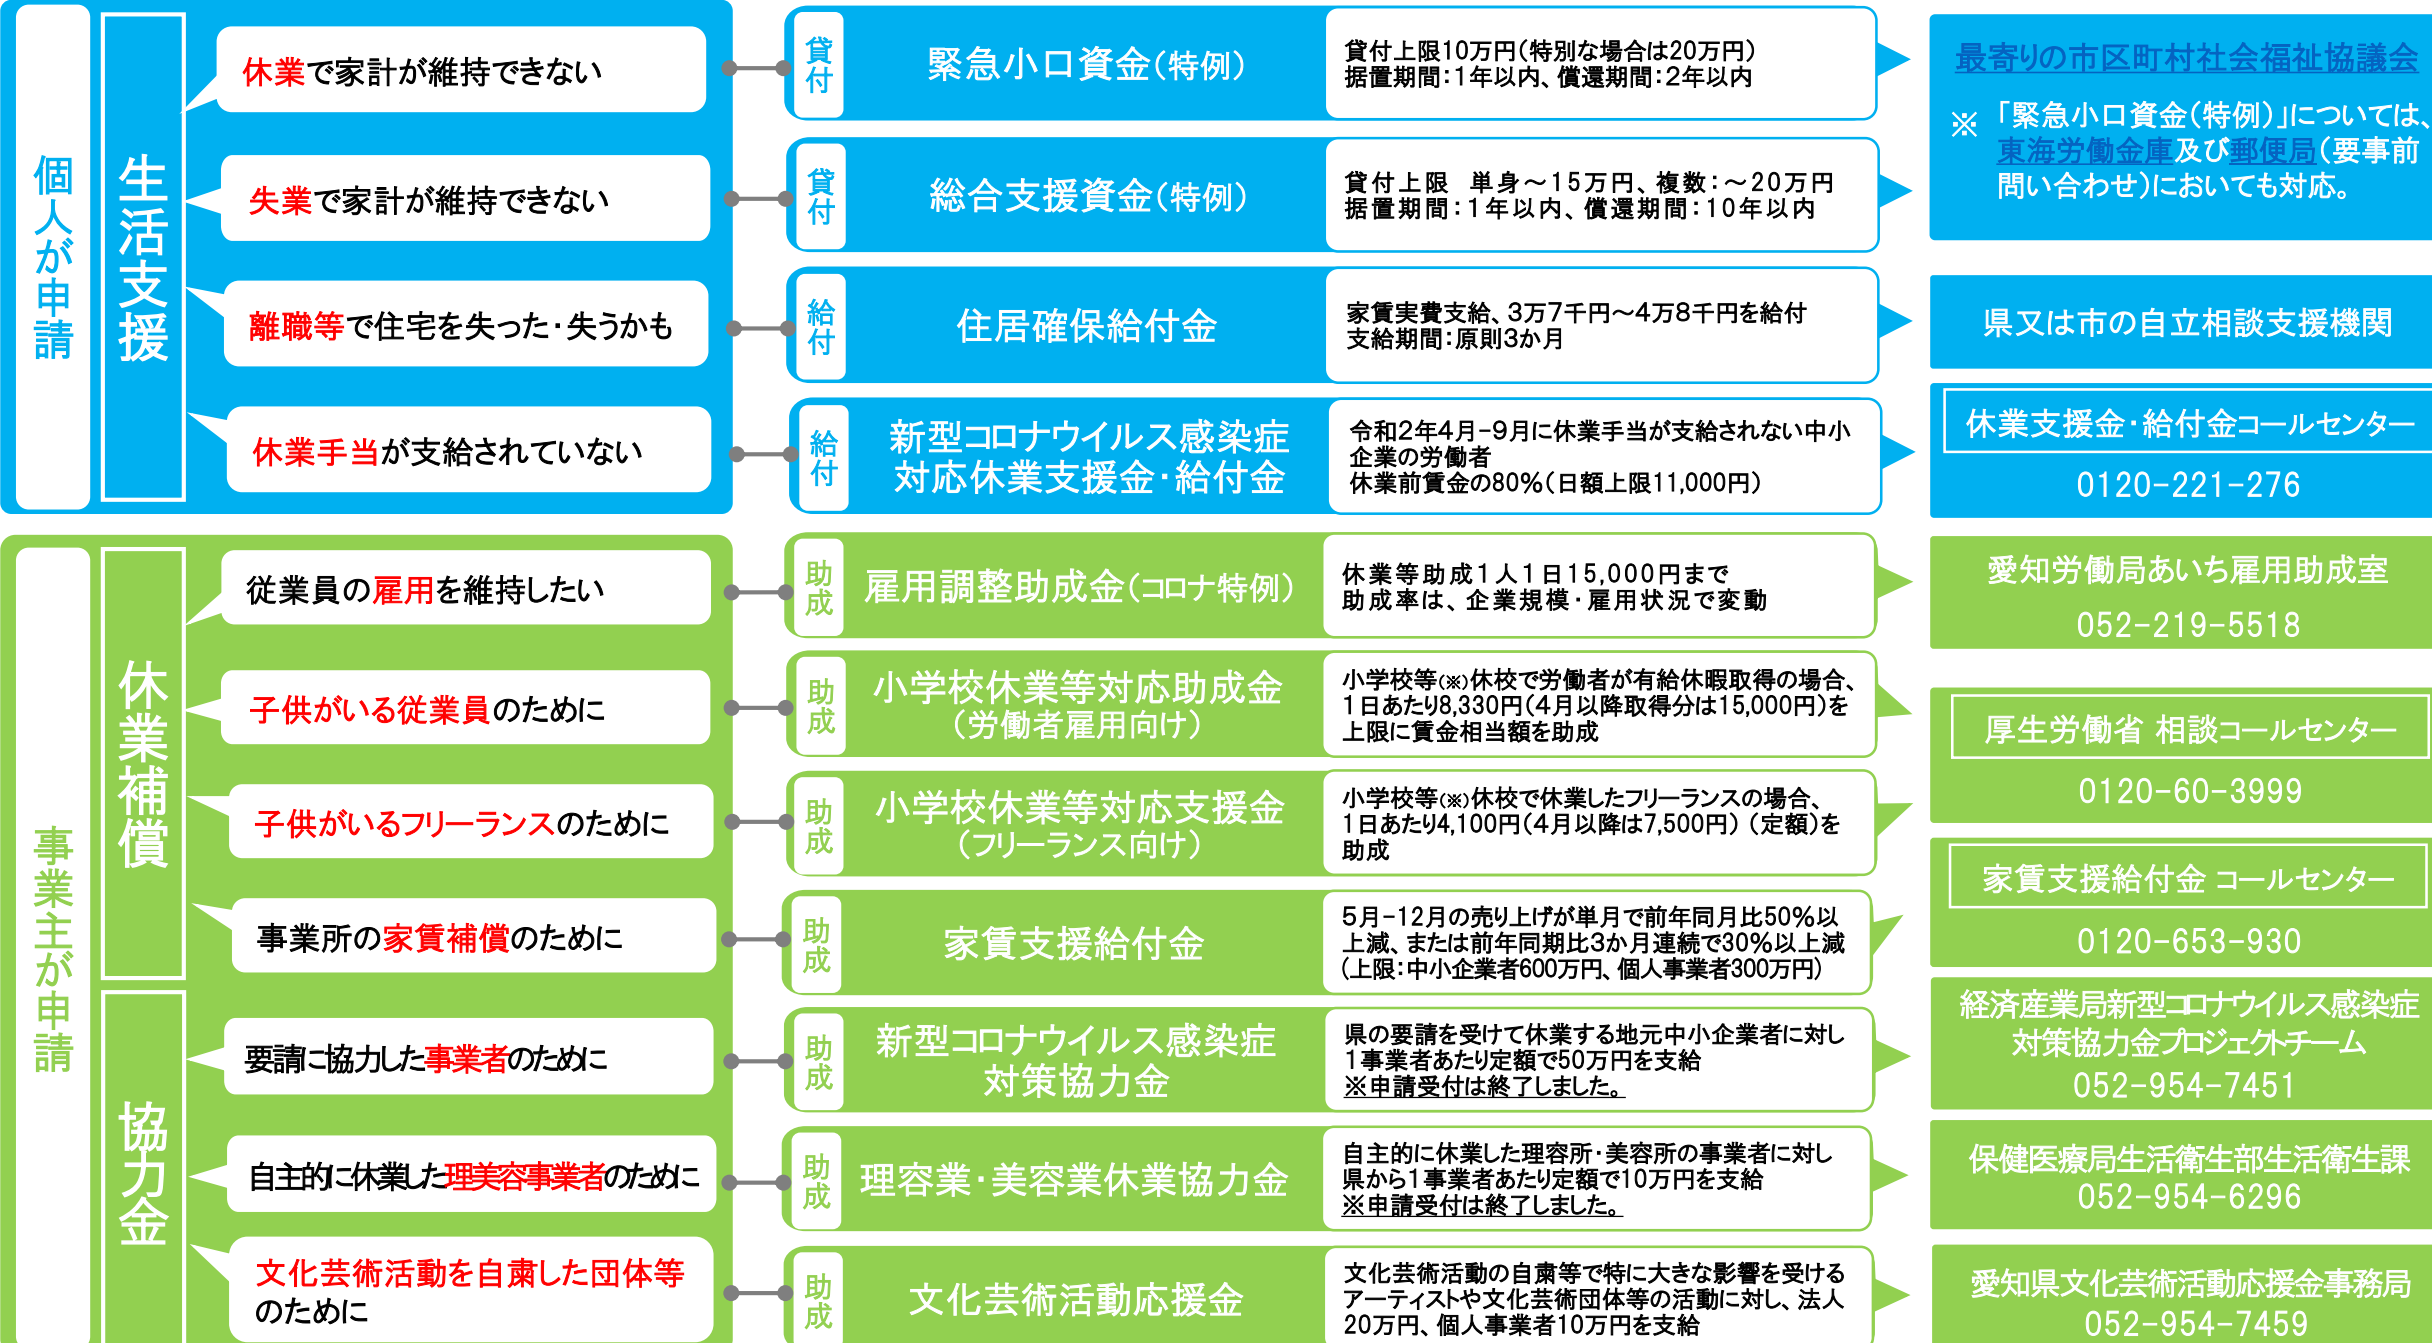 個人が申請
生活支援
休業で家計が維持できない
貸付
緊急小口資金（特例）
貸付上限10万円（特別な場合は20万円）
据置期間：1年以内、償還期間：2年以内
最寄りの市区町村社会福祉協議会
※ 「緊急小口資金（特例）」については、
東海労働金庫及び郵便局（要事前
問い合わせ）においても対応。
失業で家計が維持できない
貸付
総合支援資金（特例）
貸付上限　単身～15万円、複数：～20万円
据置期間：1年以内、償還期間：10年以内
離職等で住宅を失った・失うかも
給付
住居確保給付金
家賃実費支給、3万7千円～4万8千円を給付
支給期間：原則3か月
県又は市の自立相談支援機関
休業手当が支給されていない
給付
新型コロナウイルス感染症
対応休業支援金・給付金
令和2年4月-9月に休業手当が支給されない中小
企業の労働者
休業前賃金の80％（日額上限11,000円）
休業支援金・給付金コールセンター
0120-221-276
事業主が申請
休業補償
従業員の雇用を維持したい
助成
雇用調整助成金（コロナ特例）
休業等助成1人1日15,000円まで
助成率は、企業規模・雇用状況で変動
愛知労働局あいち雇用助成室
052-219-5518
子供がいる従業員のために
助成
小学校休業等対応助成金
（労働者雇用向け）
小学校等（※）休校で労働者が有給休暇取得の場合、
1日あたり8,330円（4月以降取得分は15,000円）を
上限に賃金相当額を助成
厚生労働省 相談コールセンター
0120-60-3999
子供がいるフリーランスのために
助成
小学校休業等対応支援金
（フリーランス向け）
小学校等（※）休校で休業したフリーランスの場合、
1日あたり4,100円（4月以降は7,500円）（定額）を
助成
事業所の家賃補償のために
助成
家賃支援給付金
5月-12月の売り上げが単月で前年同月比50％以
上減、または前年同期比3か月連続で30％以上減
(上限：中小企業者600万円、個人事業者300万円)
家賃支援給付金 コールセンター
0120-653-930
協力金
要請に協力した事業者のために
助成
新型コロナウイルス感染症
対策協力金
県の要請を受けて休業する地元中小企業者に対し
1事業者あたり定額で50万円を支給
※申請受付は終了しました。
経済産業局新型コロナウイルス感染症
対策協力金プロジェクトチーム
052-954-7451
自主的に休業した理美容事業者のために
助成
理容業・美容業休業協力金
自主的に休業した理容所・美容所の事業者に対し
県から1事業者あたり定額で10万円を支給
※申請受付は終了しました。
保健医療局生活衛生部生活衛生課
052-954-6296
文化芸術活動を自粛した団体等
のために
助成
文化芸術活動応援金
文化芸術活動の自粛等で特に大きな影響を受ける
アーティストや文化芸術団体等の活動に対し、法人
20万円、個人事業者10万円を支給
愛知県文化芸術活動応援金事務局
052-954-7459